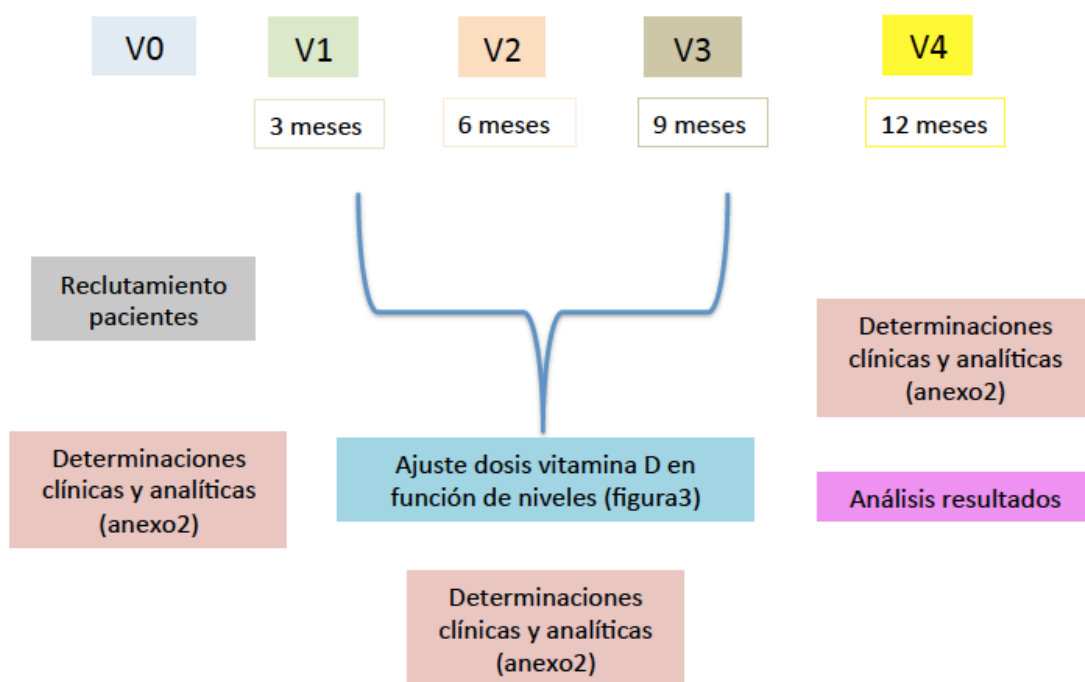 V0
V1
V2
V3
V4
3 meses
6 meses
9 meses
12 meses
Reclutamiento
pacientes
Determinaciones
clínicas y analíticas
(anexo2)
Determinaciones
clínicas y analíticas
(anexo2)
Ajuste dosis vitamina D en
función de niveles (figura3)
Análisis resultados
Determinaciones
clínicas y analíticas
(anexo2)